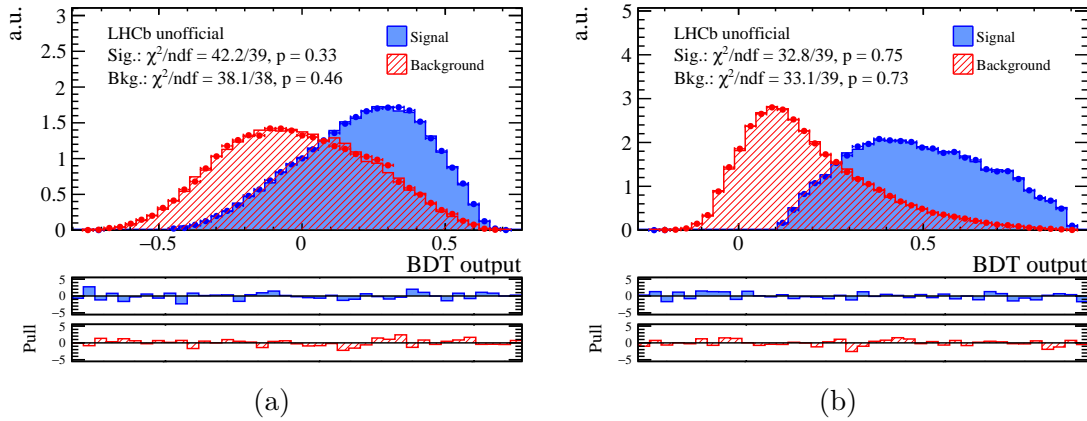 a.u.
3
2.5
2
1.5
1
0.5
0
LHCb unofficial
Sig.: χ²/ndf = 42.2/39, p = 0.33
Bkg.: χ²/ndf = 38.1/38, p = 0.46
Signal
Background
−0.5 0 0.5
BDT output
5
0
−5
Pull
5
0
−5
(a)
a.u.
5
4
3
2
1
0
LHCb unofficial
Sig.: χ²/ndf = 32.8/39, p = 0.75
Bkg.: χ²/ndf = 33.1/39, p = 0.73
Signal
Background
0 0.5
BDT output
5
0
−5
Pull
5
0
−5
(b)